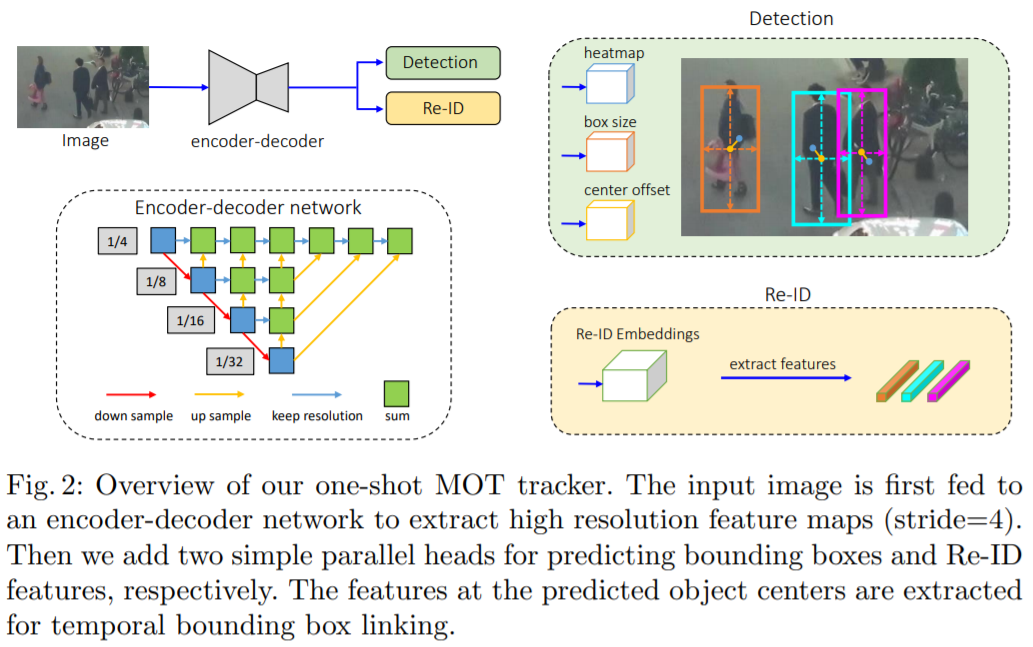 Detection
Image
encoder-decoder
Detection
Re-ID
Encoder-decoder network
1/4
1/8
1/16
1/32
down sample
up sample
keep resolution
sum
heatmap
box size
center offset
Re-ID
Re-ID Embeddings
extract features
Fig. 2: Overview of our one-shot MOT tracker. The input image is first fed to
an encoder-decoder network to extract high resolution feature maps (stride=4).
Then we add two simple parallel heads for predicting bounding boxes and Re-ID
features, respectively. The features at the predicted object centers are extracted
for temporal bounding box linking.